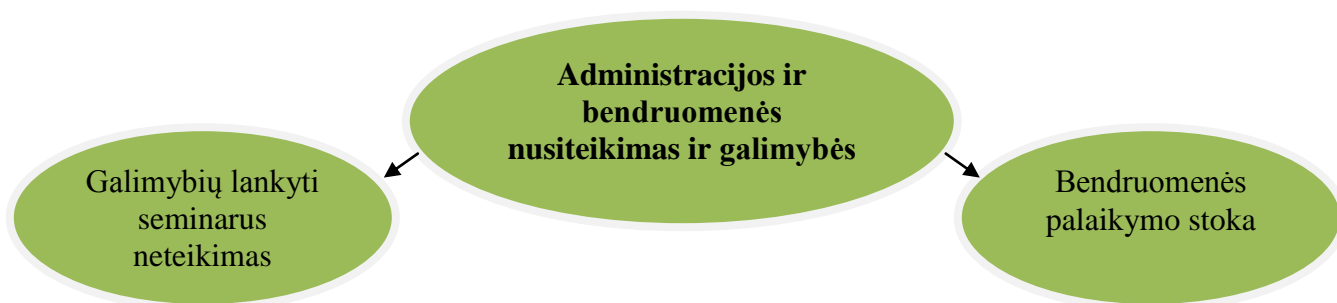 Administracijos ir
bendruomenės
nusiteikimas ir galimybės
Galimybių lankyti
seminarus
neteikimas
Bendruomenės
palaikymo stoka